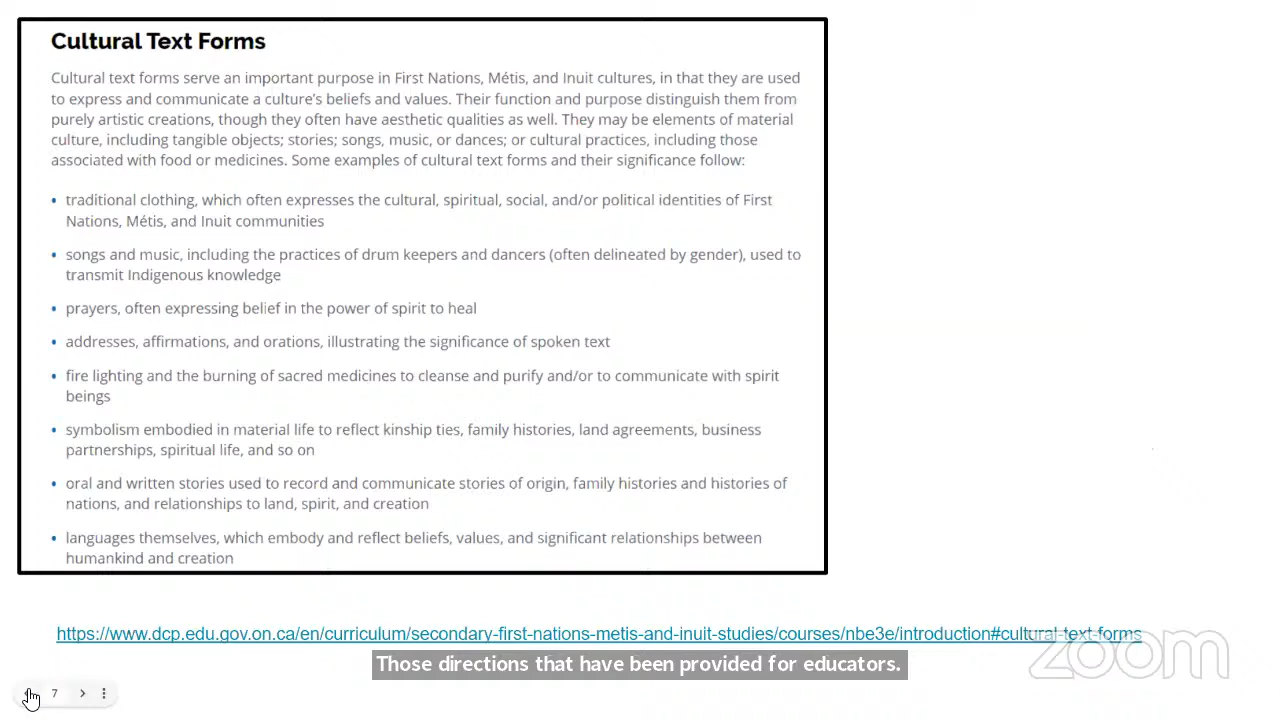 Cultural Text Forms
Cultural text forms serve an important purpose in First Nations, Métis, and Inuit cultures, in that they are used
to express and communicate a culture's beliefs and values. Their function and purpose distinguish them from
purely artistic creations, though they often have aesthetic qualities as well. They may be elements of material
culture, including tangible objects; stories; songs, music, or dances; or cultural practices, including those
associated with food or medicines. Some examples of cultural text forms and their significance follow:
• traditional clothing, which often expresses the cultural, spiritual, social, and/or political identities of First
Nations, Métis, and Inuit communities
• songs and music, including the practices of drum keepers and dancers (often delineated by gender), used to
transmit Indigenous knowledge
• prayers, often expressing belief in the power of spirit to heal
• addresses, affirmations, and orations, illustrating the significance of spoken text
• fire lighting and the burning of sacred medicines to cleanse and purify and/or to communicate with spirit
beings
• symbolism embodied in material life to reflect kinship ties, family histories, land agreements, business
partnerships, spiritual life, and so on
• oral and written stories used to record and communicate stories of origin, family histories and histories of
nations, and relationships to land, spirit, and creation
• languages themselves, which embody and reflect beliefs, values, and significant relationships between
humankind and creation
https://www.dcp.edu.gov.on.ca/en/curriculum/secondary-first-nations-metis-and-inuit-studies/courses/nbe3e/introduction#cultural-text-forms
zoom
Those directions that have been provided for educators.
7